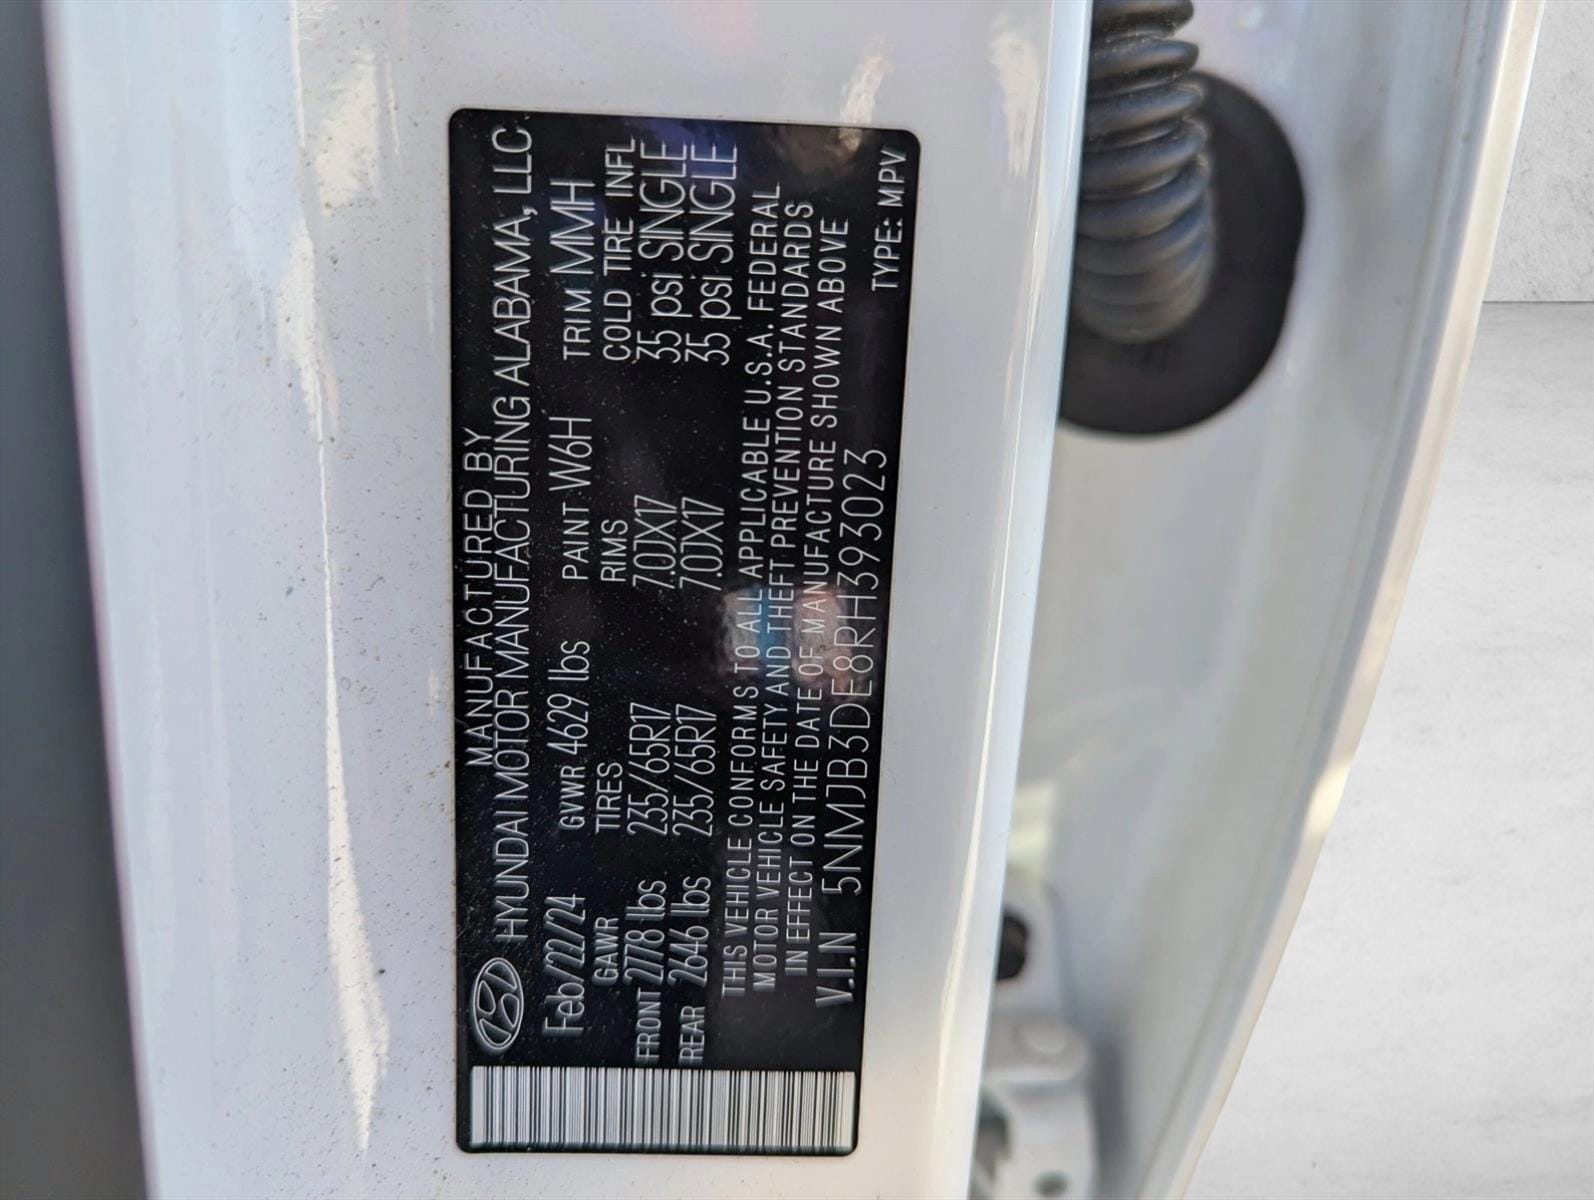 MANUFACTURED BY
HYUNDAI MOTOR MANUFACTURING ALABAMA, LLC
Feb/22/24 GVWR 4629 lbs PAINT W6H TRIM MMH
GAWR TIRES RIMS COLD TIRE INFL
FRONT 2778 lbs 235/65R17 7.0JX17 35 psi SINGLE
REAR 2646 lbs 235/65R17 7.0JX17 35 psi SINGLE
THIS VEHICLE CONFORMS TO ALL APPLICABLE U.S.A. FEDERAL
MOTOR VEHICLE SAFETY AND THEFT PREVENTION STANDARDS
IN EFFECT ON THE DATE OF MANUFACTURE SHOWN ABOVE
V.I.N 5NMJB3DE8RH393023
TYPE: MPV